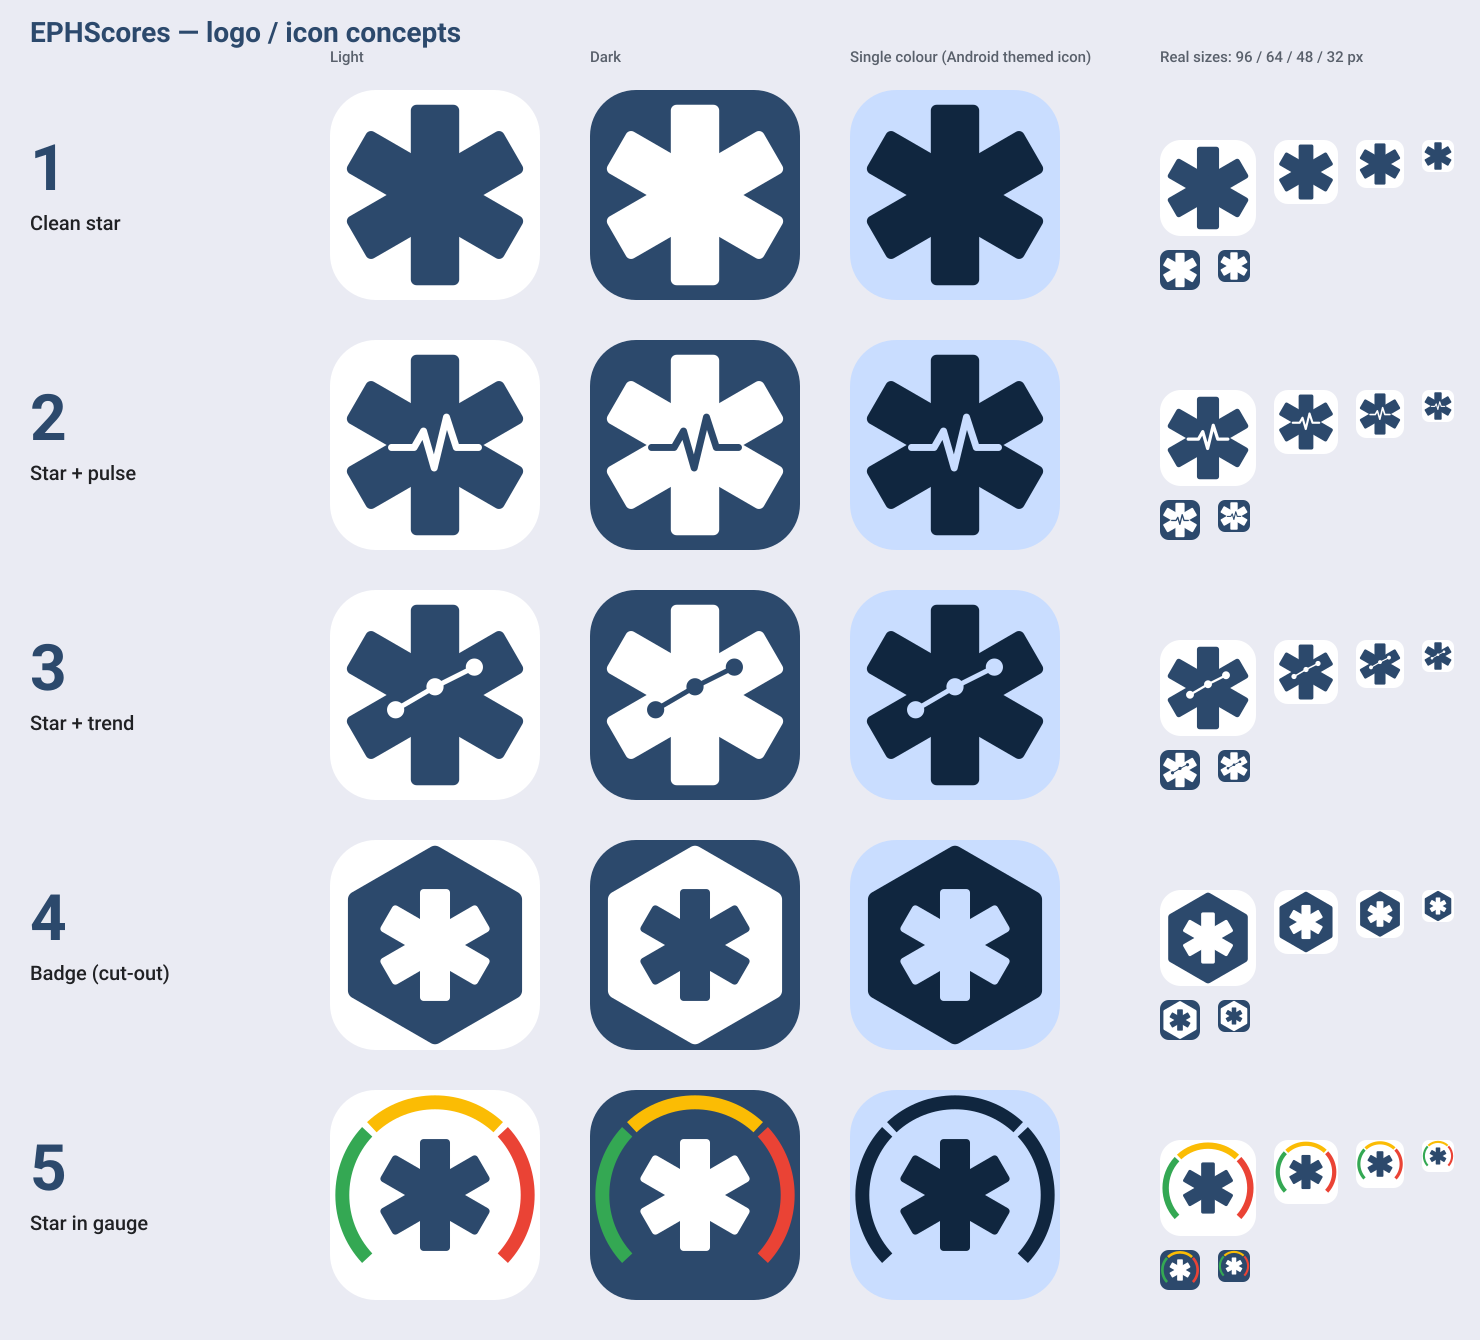 EPHScores — logo / icon concepts
Light
Dark
Single colour (Android themed icon)
Real sizes: 96 / 64 / 48 / 32 px
1
Clean star
2
Star + pulse
3
Star + trend
4
Badge (cut-out)
5
Star in gauge